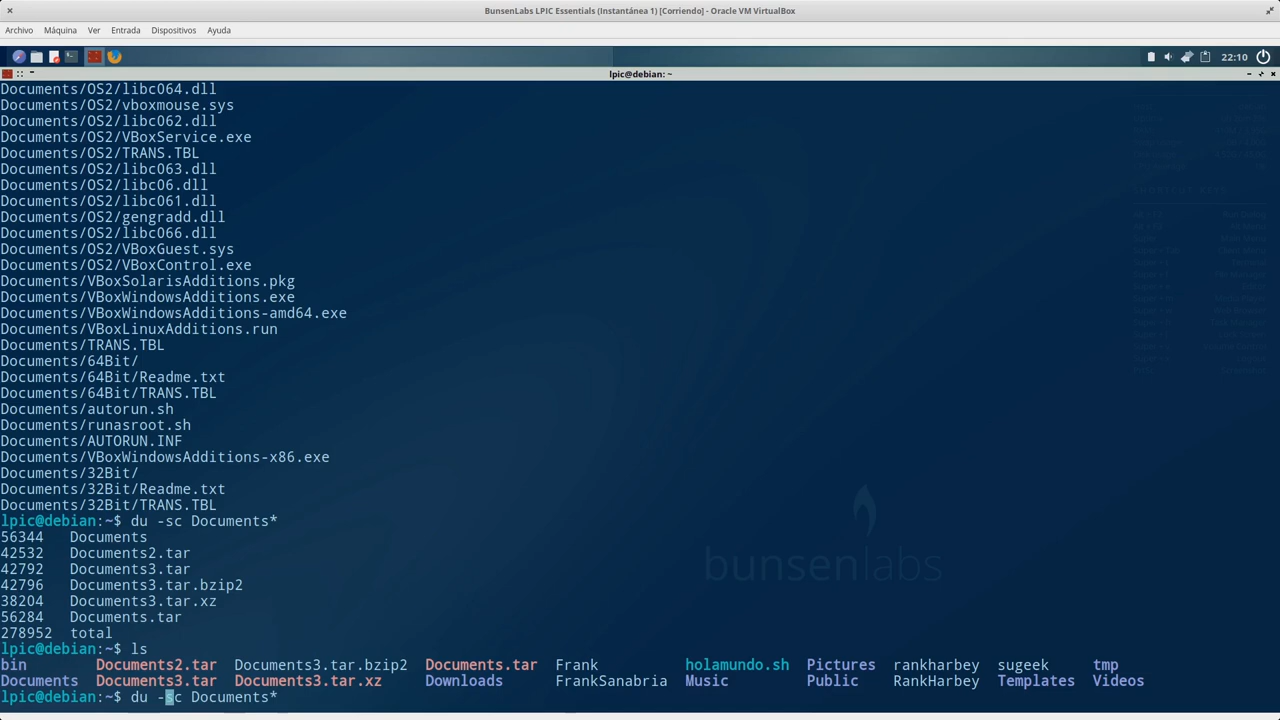 BunsenLabs LPIC Essentials (Instantánea 1) [Corriendo] - Oracle VM VirtualBox
Archivo Máquina Ver Entrada Dispositivos Ayuda
22:10
lpic@debian: ~
Documents/OS2/libc064.dll
Documents/OS2/vboxmouse.sys
Documents/OS2/libc062.dll
Documents/OS2/VBoxService.exe
Documents/OS2/TRANS.TBL
Documents/OS2/libc063.dll
Documents/OS2/libc06.dll
Documents/OS2/libc061.dll
Documents/OS2/gengradd.dll
Documents/OS2/libc066.dll
Documents/OS2/VBoxGuest.sys
Documents/OS2/VBoxControl.exe
Documents/VBoxSolarisAdditions.pkg
Documents/VBoxWindowsAdditions.exe
Documents/VBoxWindowsAdditions-amd64.exe
Documents/VBoxLinuxAdditions.run
Documents/TRANS.TBL
Documents/64Bit/
Documents/64Bit/Readme.txt
Documents/64Bit/TRANS.TBL
Documents/autorun.sh
Documents/runasroot.sh
Documents/AUTORUN.INF
Documents/VBoxWindowsAdditions-x86.exe
Documents/32Bit/
Documents/32Bit/Readme.txt
Documents/32Bit/TRANS.TBL
lpic@debian:~$ du -sc Documents*
56344 Documents
42532 Documents2.tar
42792 Documents3.tar
42796 Documents3.tar.bzip2
38204 Documents3.tar.xz
56284 Documents.tar
278952 total
lpic@debian:~$ ls
bin Documents2.tar Documents3.tar.bzip2 Documents.tar Frank holamundo.sh Pictures rankharbey sugeek tmp
Documents Documents3.tar Documents3.tar.xz Downloads FrankSanabria Music Public RankHarbey Templates Videos
lpic@debian:~$ du -sc Documents*
bunsenlabs
SHORTCUT KEYS